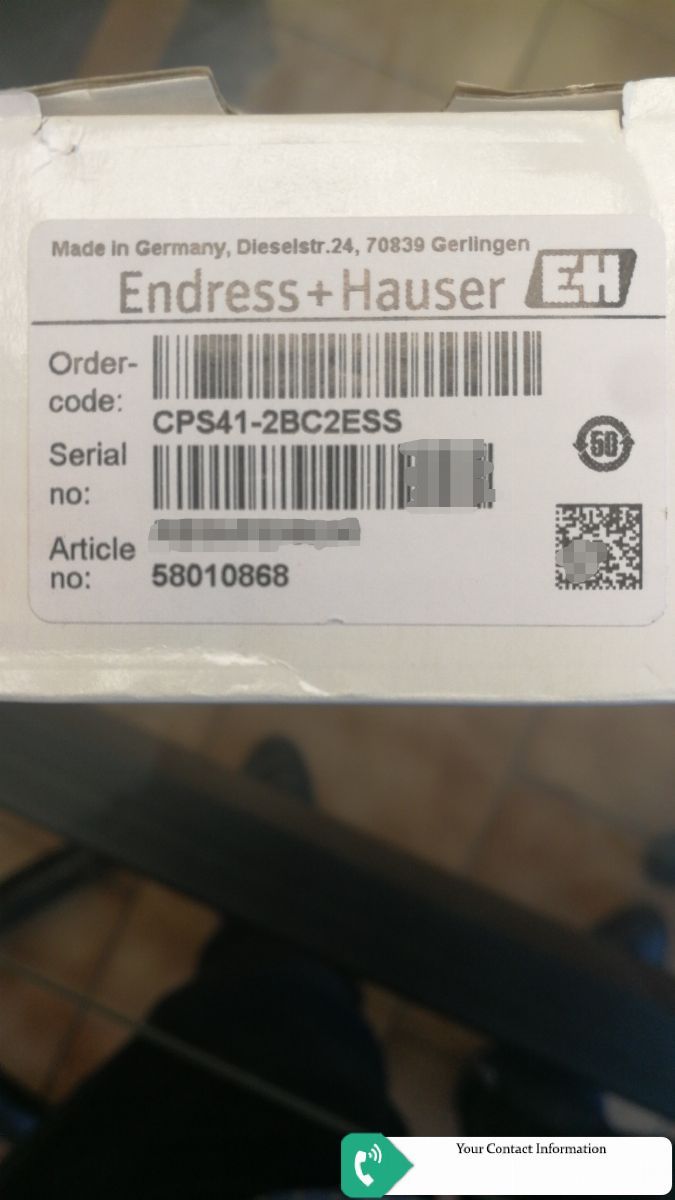 Made in Germany, Dieselstr.24, 70839 Gerlingen
Endress+Hauser EH
Order-
code:
CPS41-2BC2ESS
Serial
no:
50
Article
no:
58010868
Your Contact Information